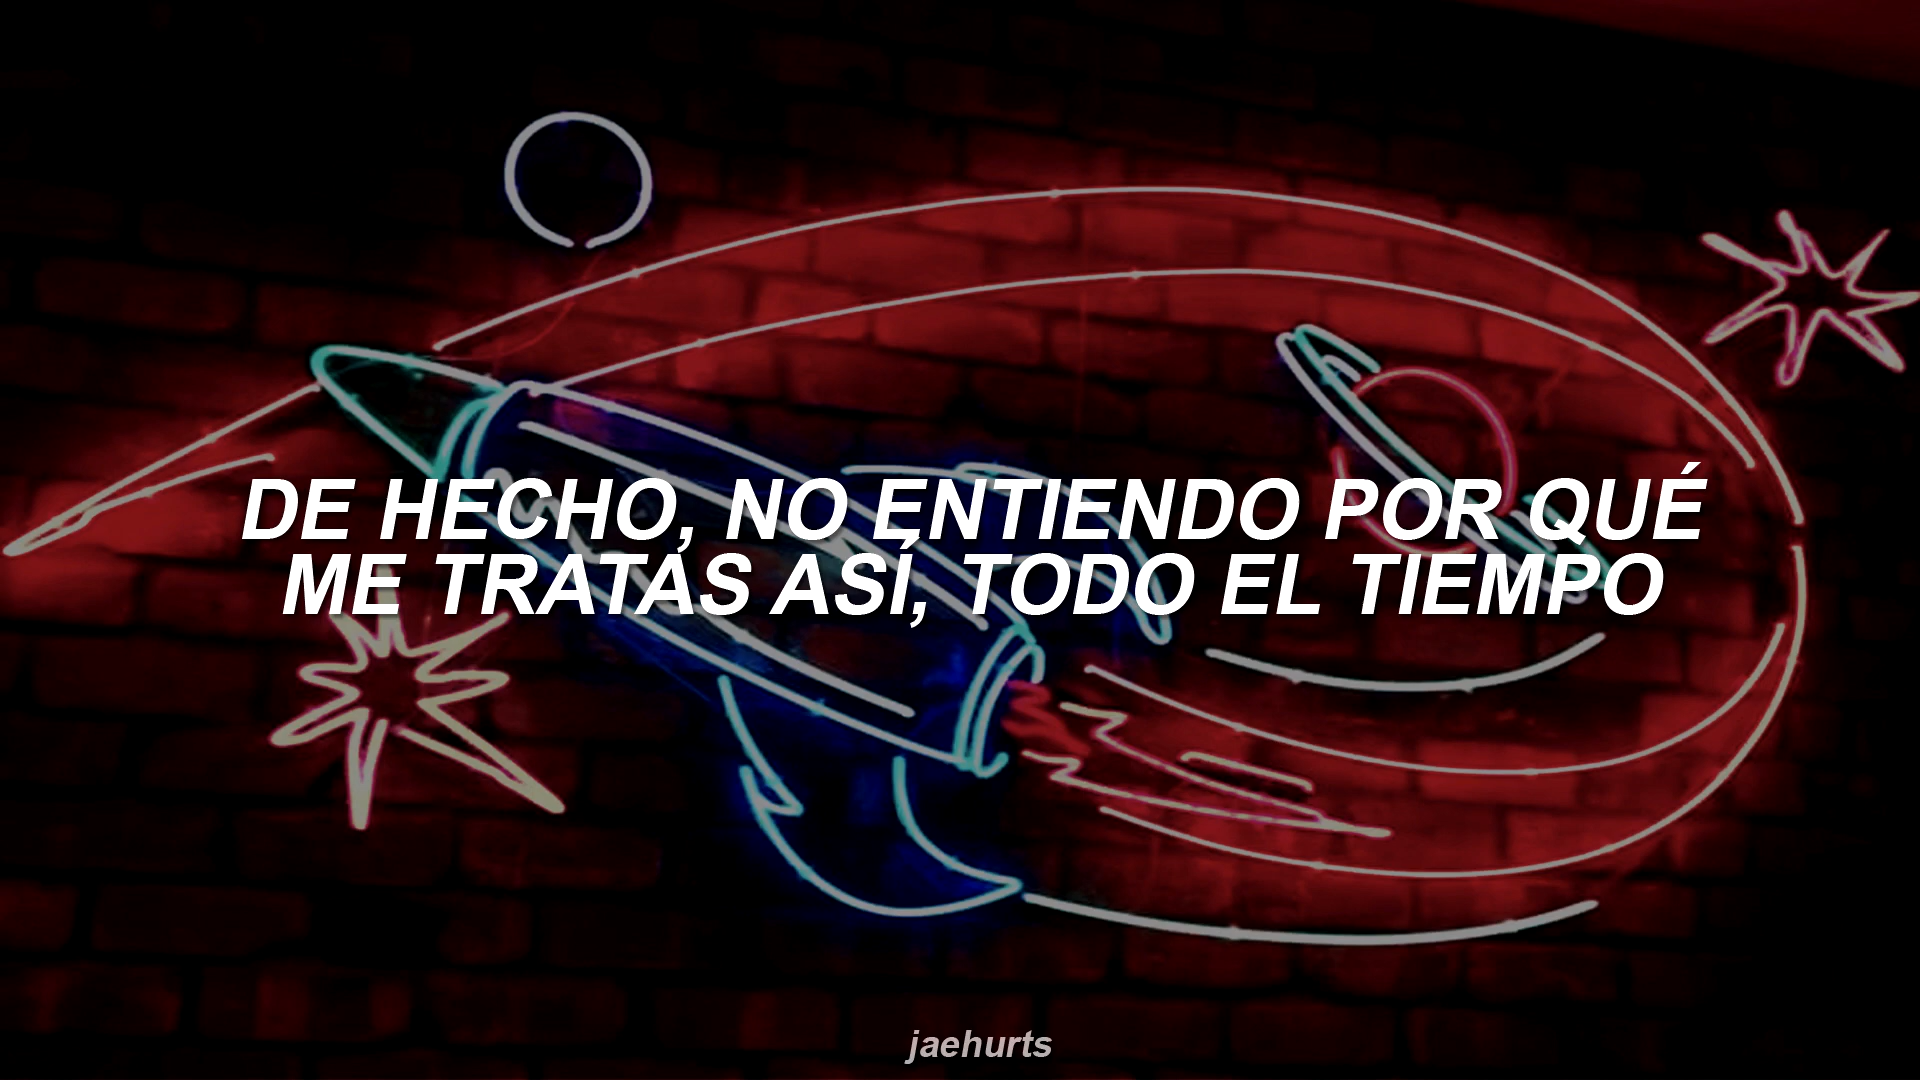 DE HECHO, NO ENTIENDO POR QUÉ
ME TRATAS ASÍ, TODO EL TIEMPO
jaehurts